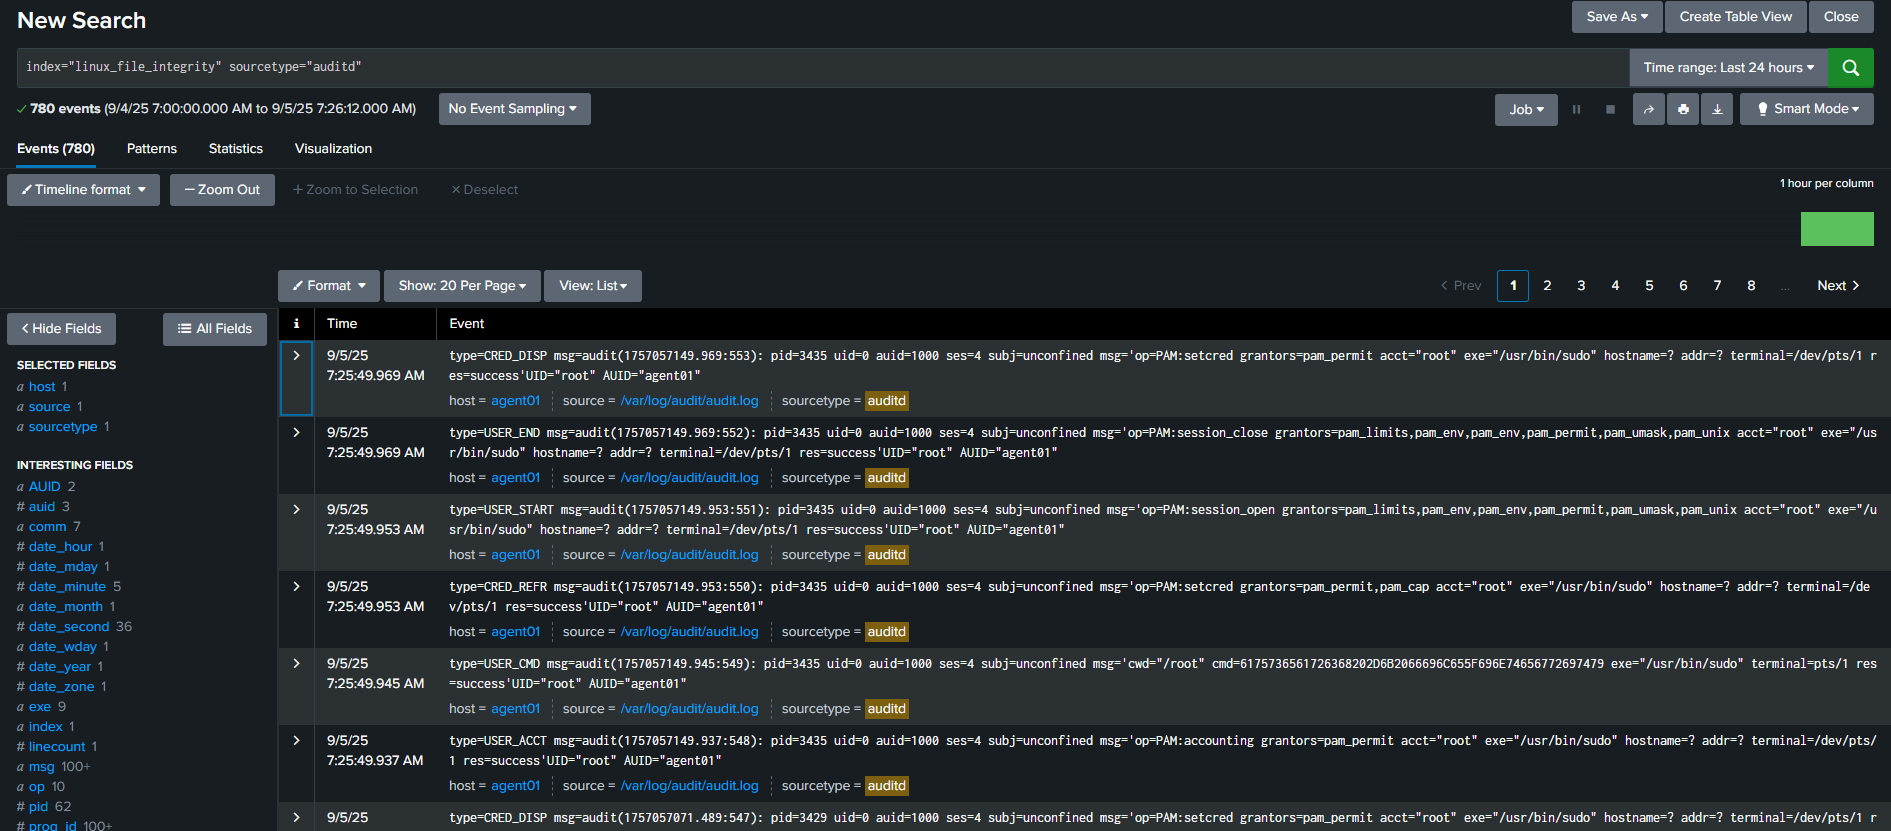 New Search
Save As
Create Table View
Close
index="linux_file_integrity" sourcetype="auditd"
Time range: Last 24 hours
780 events (9/4/25 7:00:00.000 AM to 9/5/25 7:26:12.000 AM)
No Event Sampling
Job
Smart Mode
Events (780)
Patterns
Statistics
Visualization
Timeline format
— Zoom Out
+ Zoom to Selection
× Deselect
1 hour per column
Format
Show: 20 Per Page
View: List
< Prev
1
2
3
4
5
6
7
8
...
Next >
< Hide Fields
All Fields
SELECTED FIELDS
a host 1
a source 1
a sourcetype 1
INTERESTING FIELDS
a AUID 2
# auid 3
a comm 7
# date_hour 1
# date_mday 1
# date_minute 5
a date_month 1
# date_second 36
a date_wday 1
# date_year 1
a date_zone 1
a exe 9
a index 1
# linecount 1
a msg 100+
a op 10
# pid 62
# prog_id 100+
i
Time
Event
9/5/25
7:25:49.969 AM
type=CRED_DISP msg=audit(1757057149.969:553): pid=3435 uid=0 auid=1000 ses=4 subj=unconfined msg='op=PAM:setcred grantors=pam_permit acct="root" exe="/usr/bin/sudo" hostname=? addr=? terminal=/dev/pts/1 r
es=success'UID="root" AUID="agent01"
host = agent01 source = /var/log/audit/audit.log sourcetype = auditd
9/5/25
7:25:49.969 AM
type=USER_END msg=audit(1757057149.969:552): pid=3435 uid=0 auid=1000 ses=4 subj=unconfined msg='op=PAM:session_close grantors=pam_limits,pam_env,pam_env,pam_permit,pam_umask,pam_unix acct="root" exe="/us
r/bin/sudo" hostname=? addr=? terminal=/dev/pts/1 res=success'UID="root" AUID="agent01"
host = agent01 source = /var/log/audit/audit.log sourcetype = auditd
9/5/25
7:25:49.953 AM
type=USER_START msg=audit(1757057149.953:551): pid=3435 uid=0 auid=1000 ses=4 subj=unconfined msg='op=PAM:session_open grantors=pam_limits,pam_env,pam_env,pam_permit,pam_umask,pam_unix acct="root" exe="/u
sr/bin/sudo" hostname=? addr=? terminal=/dev/pts/1 res=success'UID="root" AUID="agent01"
host = agent01 source = /var/log/audit/audit.log sourcetype = auditd
9/5/25
7:25:49.953 AM
type=CRED_REFR msg=audit(1757057149.953:550): pid=3435 uid=0 auid=1000 ses=4 subj=unconfined msg='op=PAM:setcred grantors=pam_permit,pam_cap acct="root" exe="/usr/bin/sudo" hostname=? addr=? terminal=/de
v/pts/1 res=success'UID="root" AUID="agent01"
host = agent01 source = /var/log/audit/audit.log sourcetype = auditd
9/5/25
7:25:49.945 AM
type=USER_CMD msg=audit(1757057149.945:549): pid=3435 uid=0 auid=1000 ses=4 subj=unconfined msg='cwd="/root" cmd=6175736561726368202D6B2066696C655F696E74656772697479 exe="/usr/bin/sudo" terminal=pts/1 res
=success'UID="root" AUID="agent01"
host = agent01 source = /var/log/audit/audit.log sourcetype = auditd
9/5/25
7:25:49.937 AM
type=USER_ACCT msg=audit(1757057149.937:548): pid=3435 uid=0 auid=1000 ses=4 subj=unconfined msg='op=PAM:accounting grantors=pam_permit acct="root" exe="/usr/bin/sudo" hostname=? addr=? terminal=/dev/pts/
1 res=success'UID="root" AUID="agent01"
host = agent01 source = /var/log/audit/audit.log sourcetype = auditd
9/5/25
type=CRED_DISP msg=audit(1757057071.489:547): pid=3429 uid=0 auid=1000 ses=4 subj=unconfined msg='op=PAM:setcred grantors=pam_permit acct="root" exe="/usr/bin/sudo" hostname=? addr=? terminal=/dev/pts/1 r